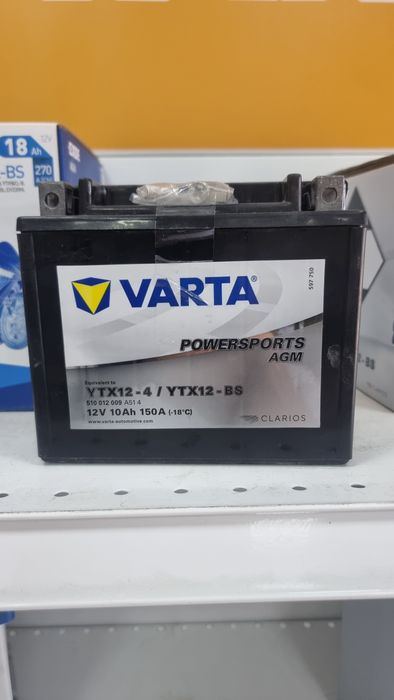 12V
18 Ah
-BS
270
VARTA®
POWERSPORTS
AGM
597 750
Equivalent to
YTX12-4 / YTX12-BS
510 012 009 A51 4
12V 10Ah 150A (-18°C)
www.varta-automotive.com
CLARIOS
-BS